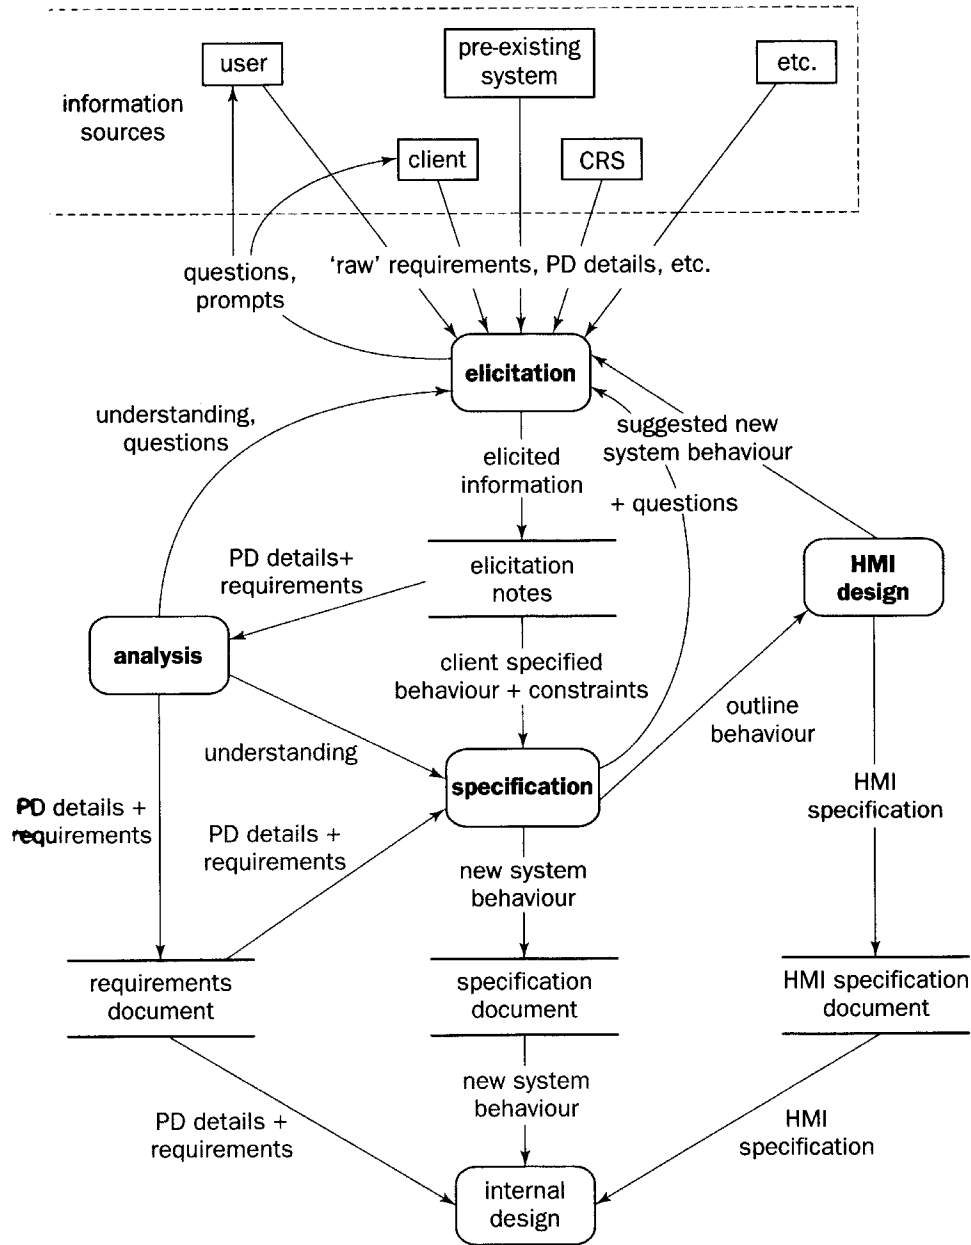 user
pre-existing
system
etc.
information
sources
client
CRS
questions,
prompts
'raw' requirements, PD details, etc.
elicitation
understanding,
questions
suggested new
system behaviour
elicited
information
+ questions
PD details+
requirements
elicitation
notes
HMI
design
analysis
client specified
behaviour + constraints
outline
behaviour
understanding
specification
PD details +
requirements
PD details +
requirements
HMI
specification
new system
behaviour
requirements
document
specification
document
HMI specification
document
new system
behaviour
PD details +
requirements
HMI
specification
internal
design